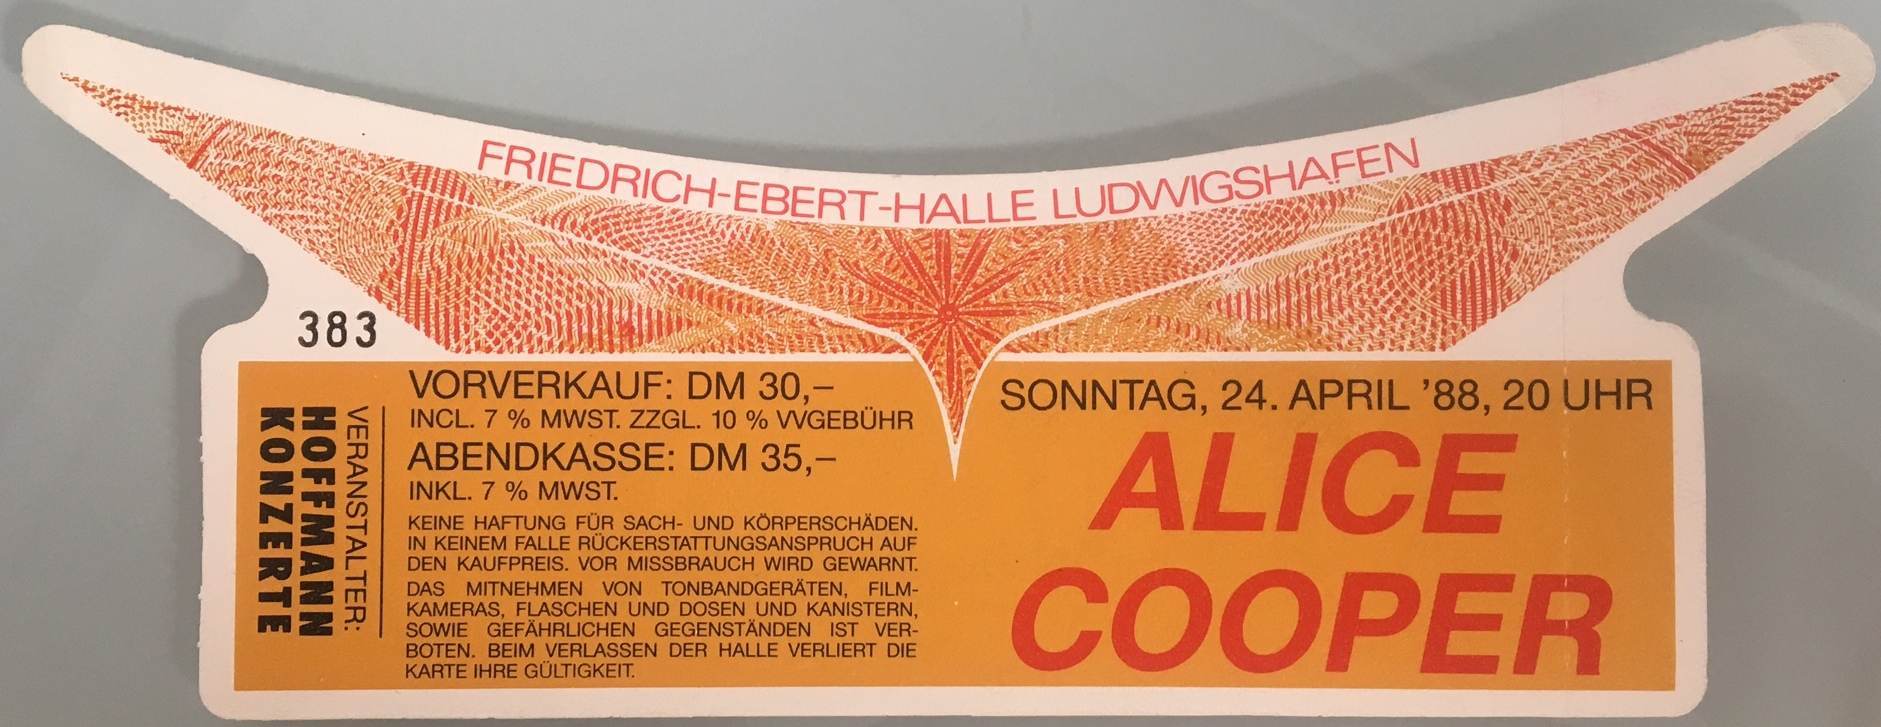 FRIEDRICH-EBERT-HALLE LUDWIGSHAFEN
383
VERANSTALTER:
HOFFMANN
KONZERTE
VORVERKAUF: DM 30,–
INCL. 7 % MWST. ZZGL. 10 % VVGEBÜHR
ABENDKASSE: DM 35,–
INKL. 7 % MWST.
KEINE HAFTUNG FÜR SACH- UND KÖRPERSCHÄDEN.
IN KEINEM FALLE RÜCKERSTATTUNGSANSPRUCH AUF
DEN KAUFPREIS. VOR MISSBRAUCH WIRD GEWARNT.
DAS MITNEHMEN VON TONBANDGERÄTEN, FILM-
KAMERAS, FLASCHEN UND DOSEN UND KANISTERN,
SOWIE GEFÄHRLICHEN GEGENSTÄNDEN IST VER-
BOTEN. BEIM VERLASSEN DER HALLE VERLIERT DIE
KARTE IHRE GÜLTIGKEIT.
SONNTAG, 24. APRIL '88, 20 UHR
ALICE
COOPER